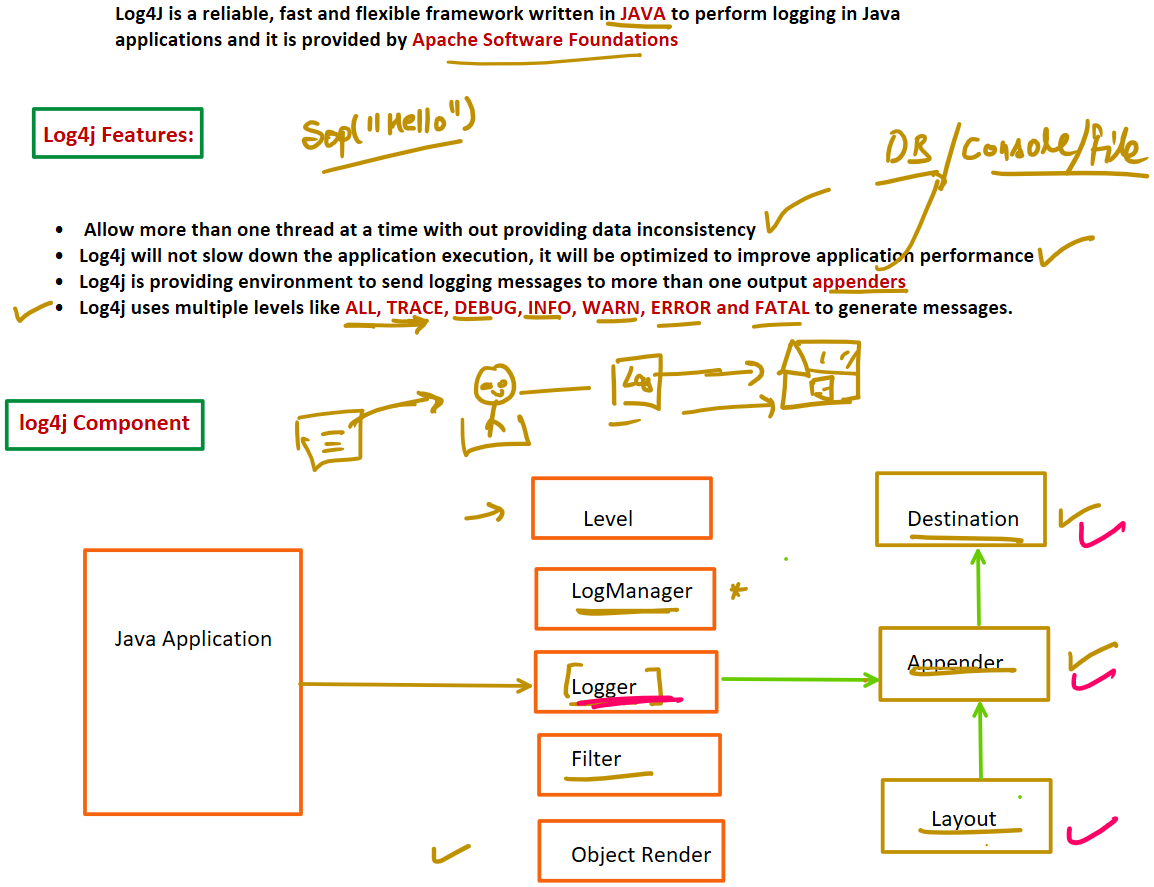 Log4J is a reliable, fast and flexible framework written in JAVA to perform logging in Java
applications and it is provided by Apache Software Foundations
Log4j Features:
Sop("Hello")
DB/Console/file
• Allow more than one thread at a time with out providing data inconsistency
• Log4j will not slow down the application execution, it will be optimized to improve application performance
• Log4j is providing environment to send logging messages to more than one output appenders
• Log4j uses multiple levels like ALL, TRACE, DEBUG, INFO, WARN, ERROR and FATAL to generate messages.
Log
log4j Component
Level
Destination
LogManager *
Java Application
Appender
[Logger]
Filter
Layout
Object Render